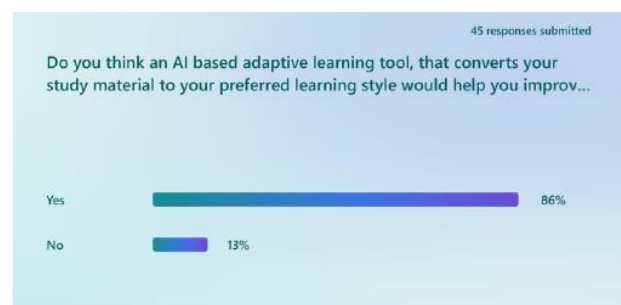 45 responses submitted
Do you think an AI based adaptive learning tool, that converts your
study material to your preferred learning style would help you improv...
Yes 86%
No 13%